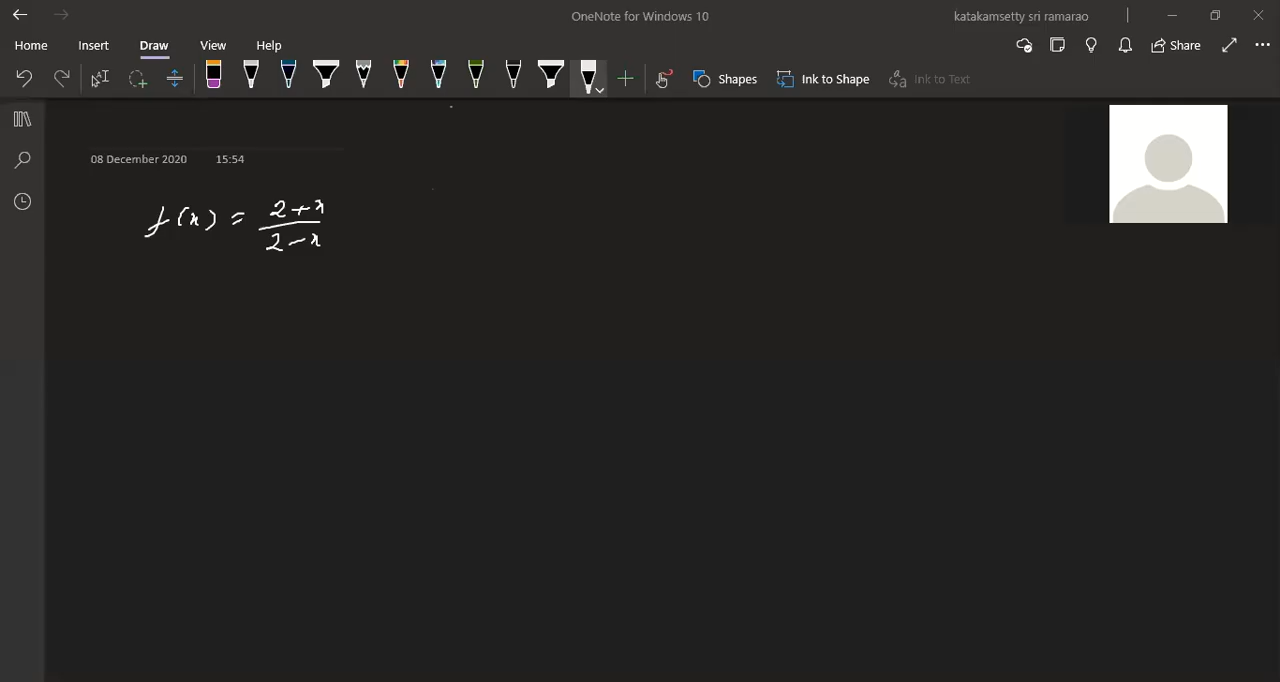 OneNote for Windows 10
katakamsetty sri ramarao
Home Insert Draw View Help
Share
Shapes
Ink to Shape
Ink to Text
08 December 2020 15:54
f(x) = 2+x
2-x